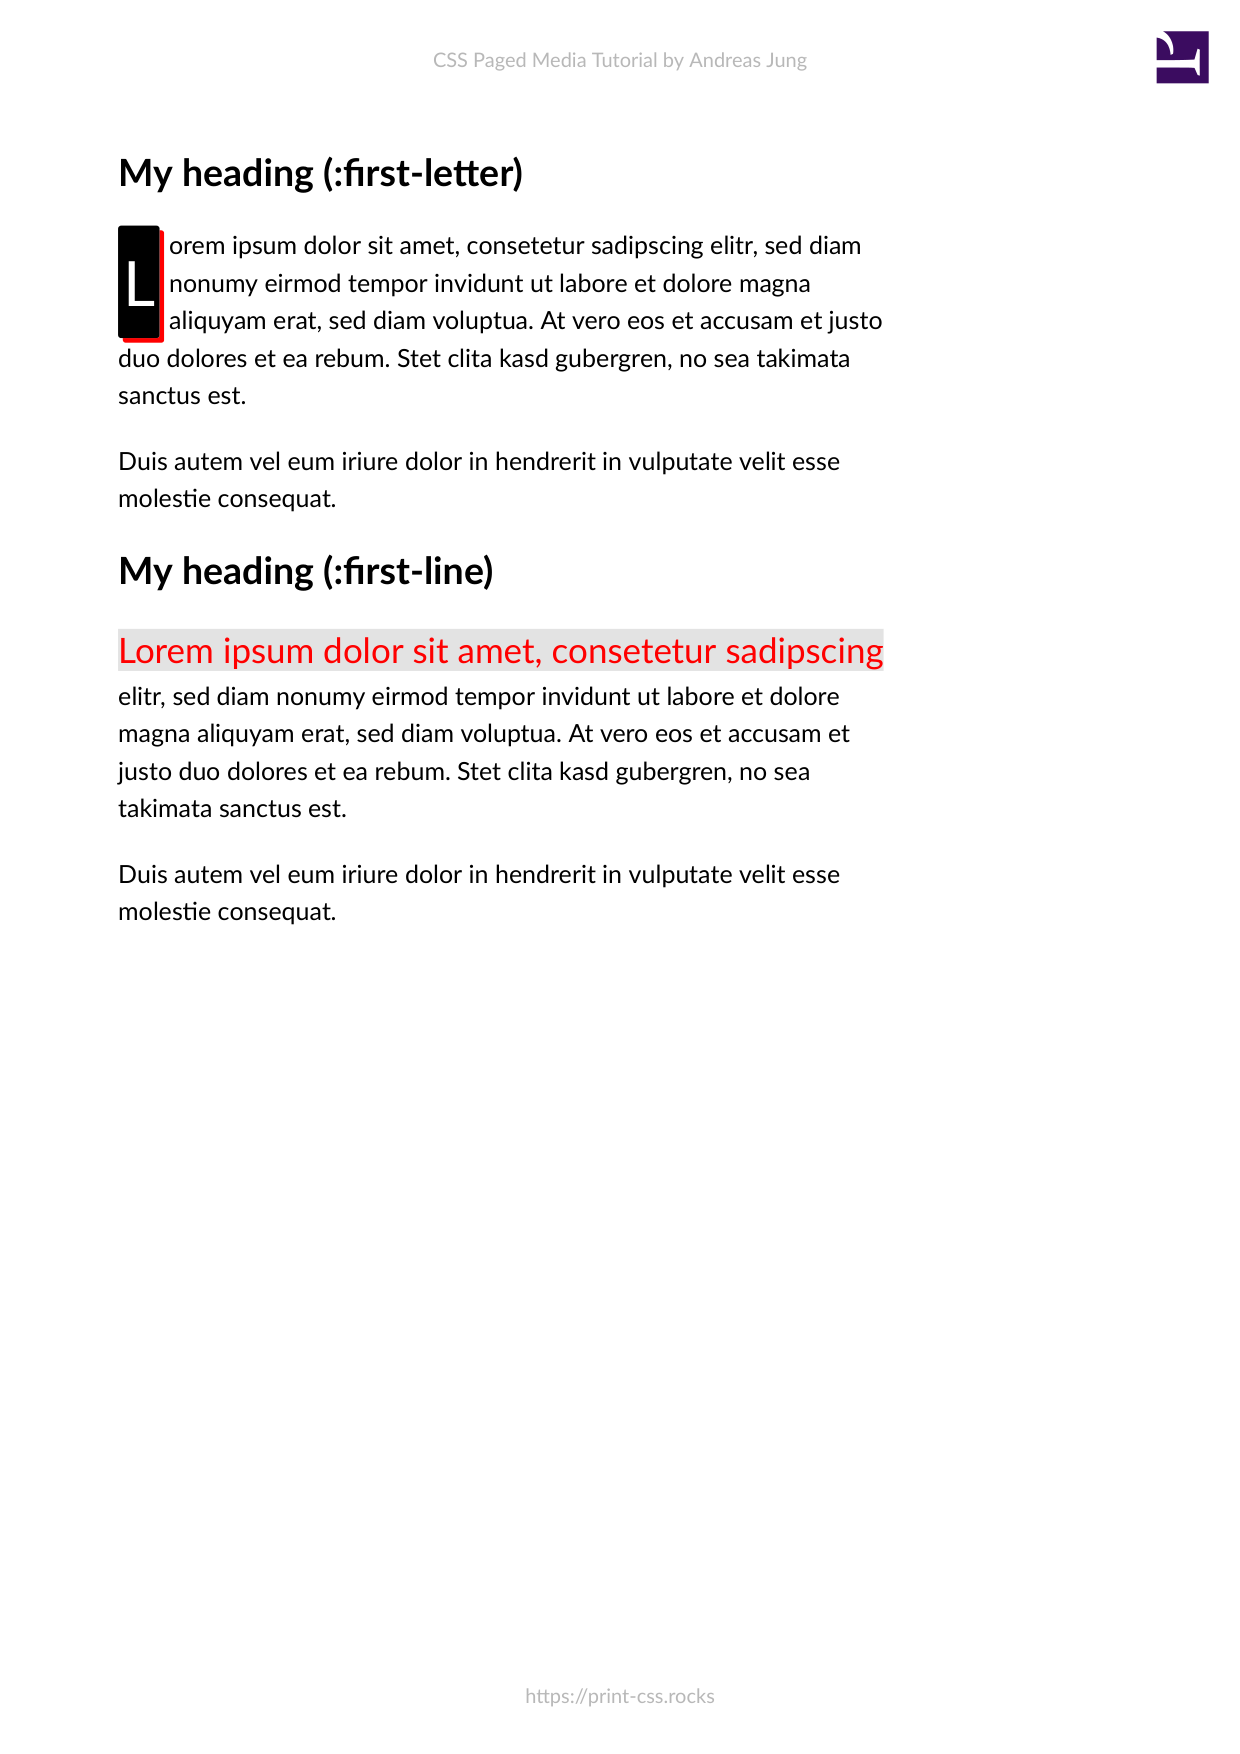 CSS Paged Media Tutorial by Andreas Jung
My heading (:first-letter)
Lorem ipsum dolor sit amet, consetetur sadipscing elitr, sed diam
nonumy eirmod tempor invidunt ut labore et dolore magna
aliquyam erat, sed diam voluptua. At vero eos et accusam et justo
duo dolores et ea rebum. Stet clita kasd gubergren, no sea takimata
sanctus est.
Duis autem vel eum iriure dolor in hendrerit in vulputate velit esse
molestie consequat.
My heading (:first-line)
Lorem ipsum dolor sit amet, consetetur sadipscing
elitr, sed diam nonumy eirmod tempor invidunt ut labore et dolore
magna aliquyam erat, sed diam voluptua. At vero eos et accusam et
justo duo dolores et ea rebum. Stet clita kasd gubergren, no sea
takimata sanctus est.
Duis autem vel eum iriure dolor in hendrerit in vulputate velit esse
molestie consequat.
https://print-css.rocks